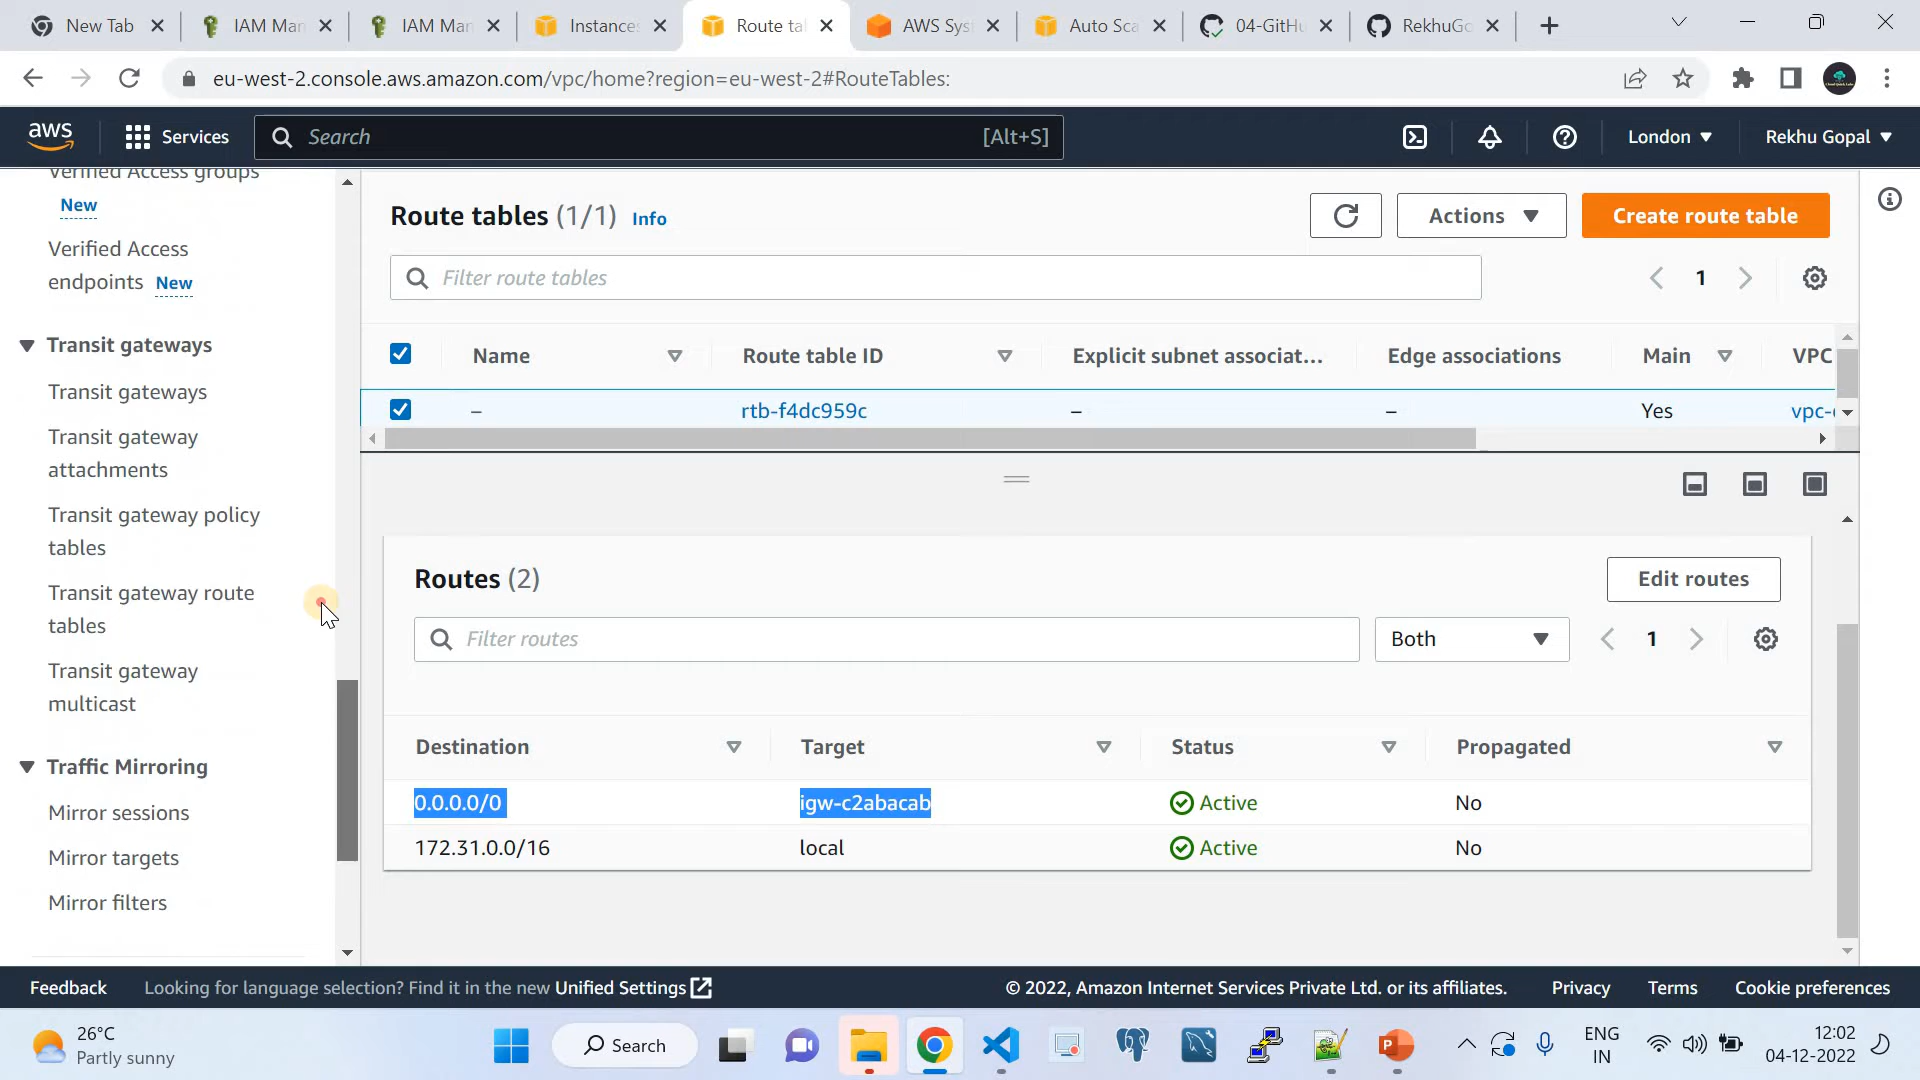 New Tab
IAM Man
IAM Man
Instances
Route tal
AWS Sys
Auto Sca
04-GitHu
RekhuGo
eu-west-2.console.aws.amazon.com/vpc/home?region=eu-west-2#RouteTables:
aws
Services
Search
[Alt+S]
London
Rekhu Gopal
Verified Access groups
New
Verified Access
endpoints New
Transit gateways
Transit gateways
Transit gateway
attachments
Transit gateway policy
tables
Transit gateway route
tables
Transit gateway
multicast
Traffic Mirroring
Mirror sessions
Mirror targets
Mirror filters
Route tables (1/1) Info
Actions
Create route table
Filter route tables
1
Name
Route table ID
Explicit subnet associat...
Edge associations
Main
VPC
–
rtb-f4dc959c
–
–
Yes
vpc-
Routes (2)
Edit routes
Filter routes
Both
1
Destination
Target
Status
Propagated
0.0.0.0/0
igw-c2abacab
Active
No
172.31.0.0/16
local
Active
No
Feedback
Looking for language selection? Find it in the new Unified Settings
© 2022, Amazon Internet Services Private Ltd. or its affiliates.
Privacy
Terms
Cookie preferences
26°C
Partly sunny
Search
ENG
IN
12:02
04-12-2022